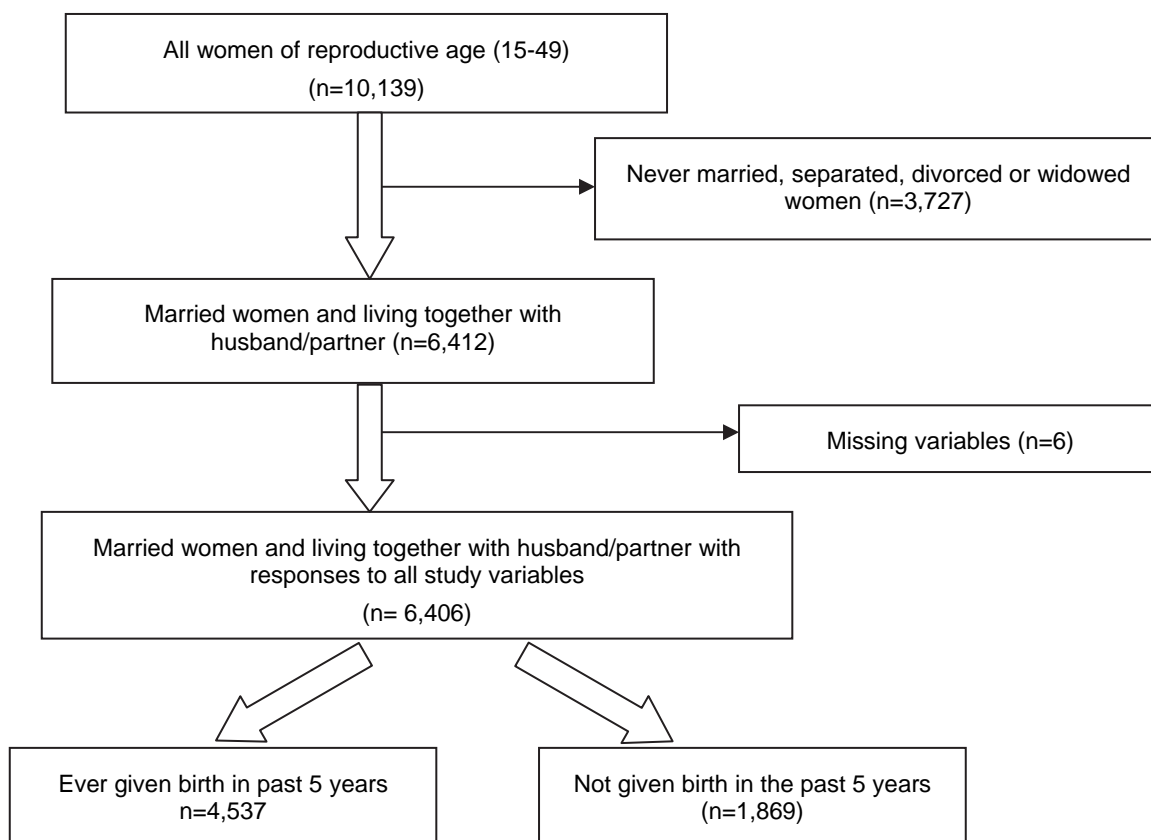 All women of reproductive age (15-49)
(n=10,139)
Never married, separated, divorced or widowed
women (n=3,727)
Married women and living together with
husband/partner (n=6,412)
Missing variables (n=6)
Married women and living together with husband/partner with
responses to all study variables
(n= 6,406)
Ever given birth in past 5 years
n=4,537
Not given birth in the past 5 years
(n=1,869)